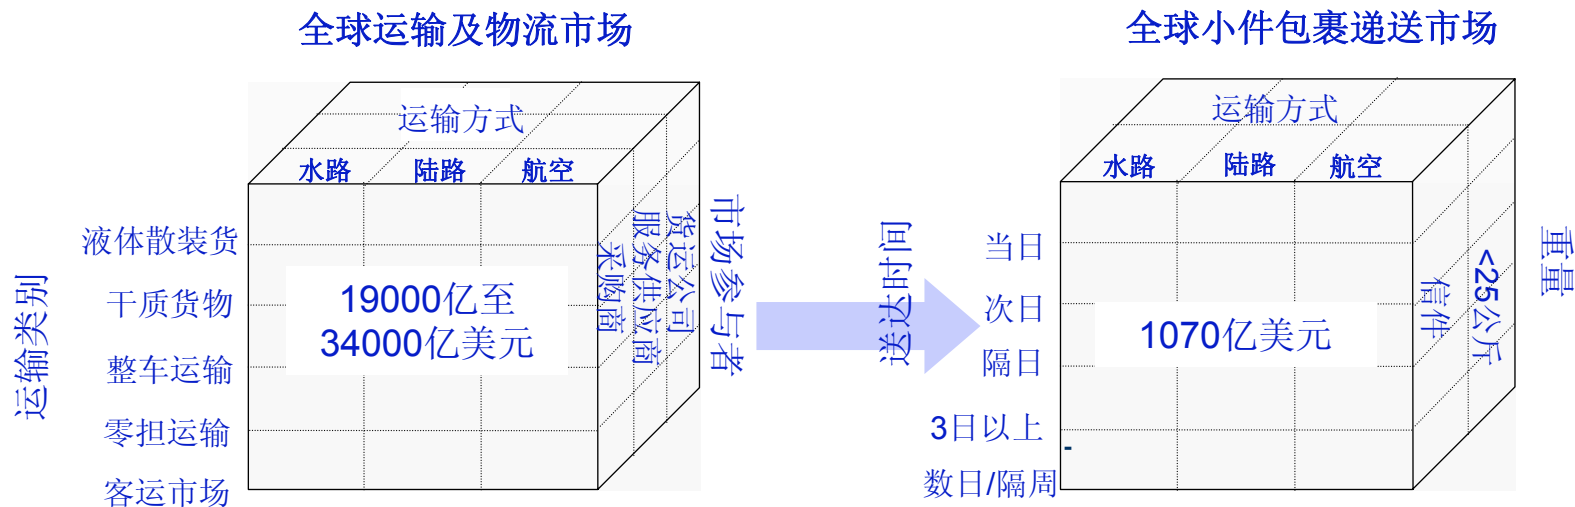 全球运输及物流市场
运输方式
水路
陆路
航空
运输类别
液体散装货
干质货物
整车运输
零担运输
客运市场
19000亿至
34000亿美元
采购商
服务供应商
货运公司
市场参与者
全球小件包裹递送市场
运输方式
水路
陆路
航空
送达时间
当日
次日
隔日
3日以上
-
数日/隔周
1070亿美元
信件
<25公斤
重量